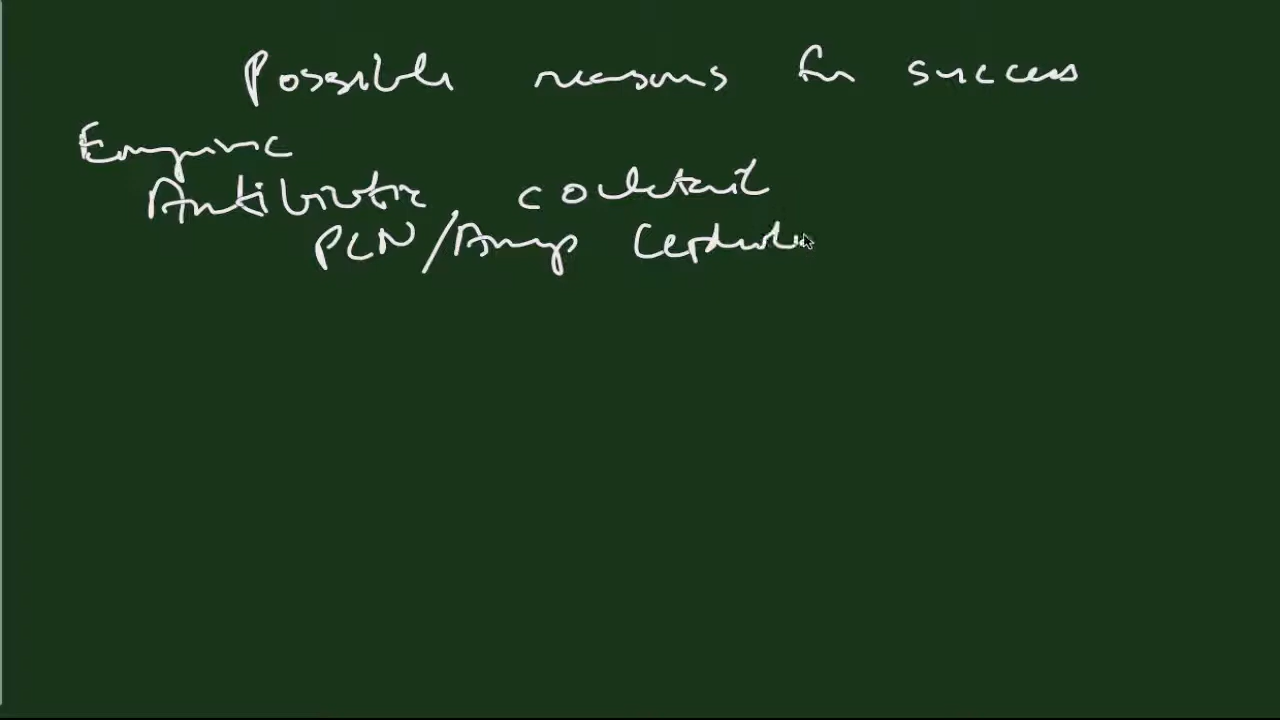 Possible reasons for success
Empiric
Antibiotic cocktail
PCN/Amp